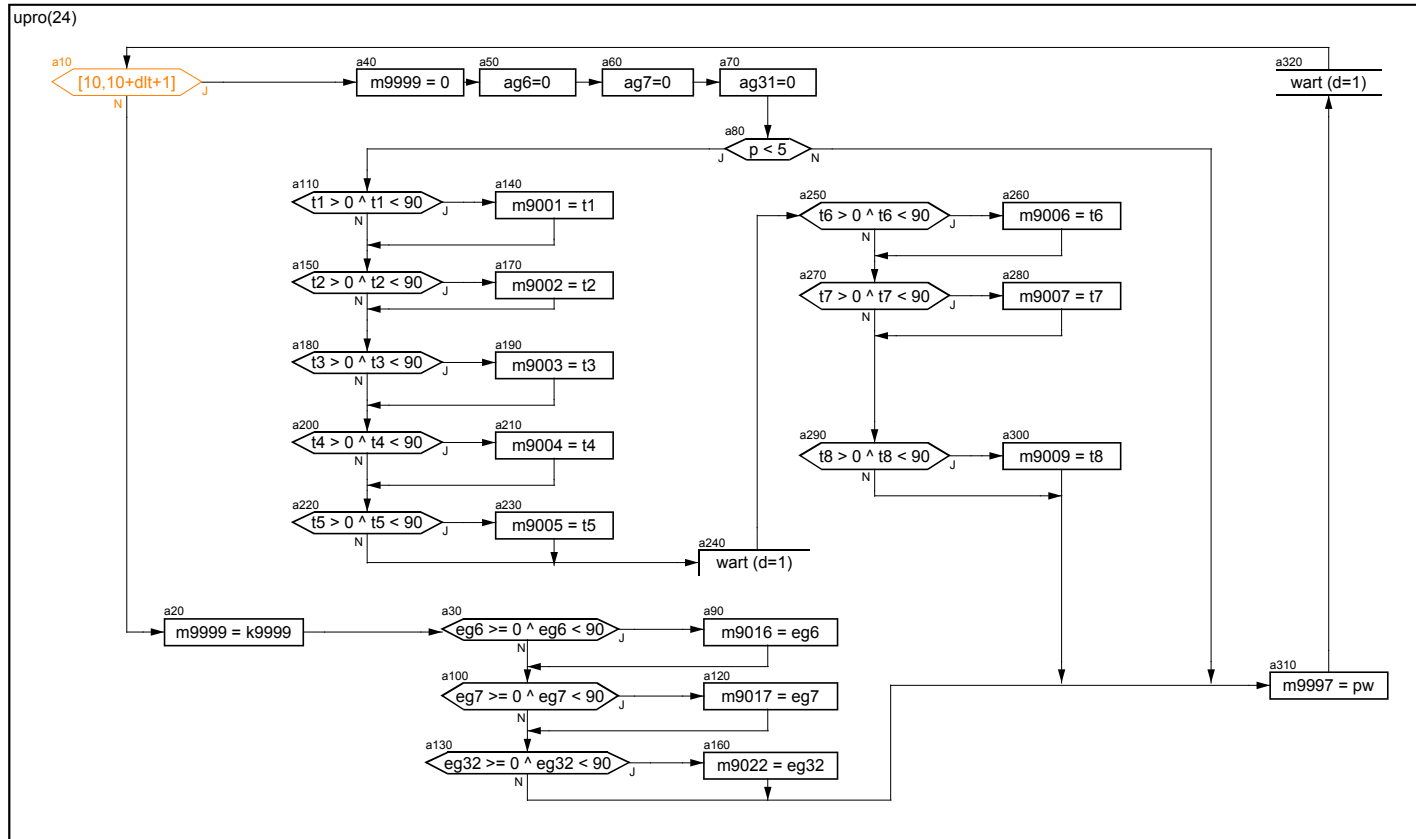 upro(24)
a10
[10,10+dlt+1]
J
N
a40
m9999 = 0
a50
ag6=0
a60
ag7=0
a70
ag31=0
a320
wart (d=1)
a80
p < 5
J
N
a110
t1 > 0 ^ t1 < 90
J
N
a140
m9001 = t1
a150
t2 > 0 ^ t2 < 90
J
N
a170
m9002 = t2
a180
t3 > 0 ^ t3 < 90
J
N
a190
m9003 = t3
a200
t4 > 0 ^ t4 < 90
J
N
a210
m9004 = t4
a220
t5 > 0 ^ t5 < 90
J
N
a230
m9005 = t5
a240
wart (d=1)
a250
t6 > 0 ^ t6 < 90
J
N
a260
m9006 = t6
a270
t7 > 0 ^ t7 < 90
J
N
a280
m9007 = t7
a290
t8 > 0 ^ t8 < 90
J
N
a300
m9009 = t8
a20
m9999 = k9999
a30
eg6 >= 0 ^ eg6 < 90
J
N
a90
m9016 = eg6
a100
eg7 >= 0 ^ eg7 < 90
J
N
a120
m9017 = eg7
a130
eg32 >= 0 ^ eg32 < 90
J
N
a160
m9022 = eg32
a310
m9997 = pw